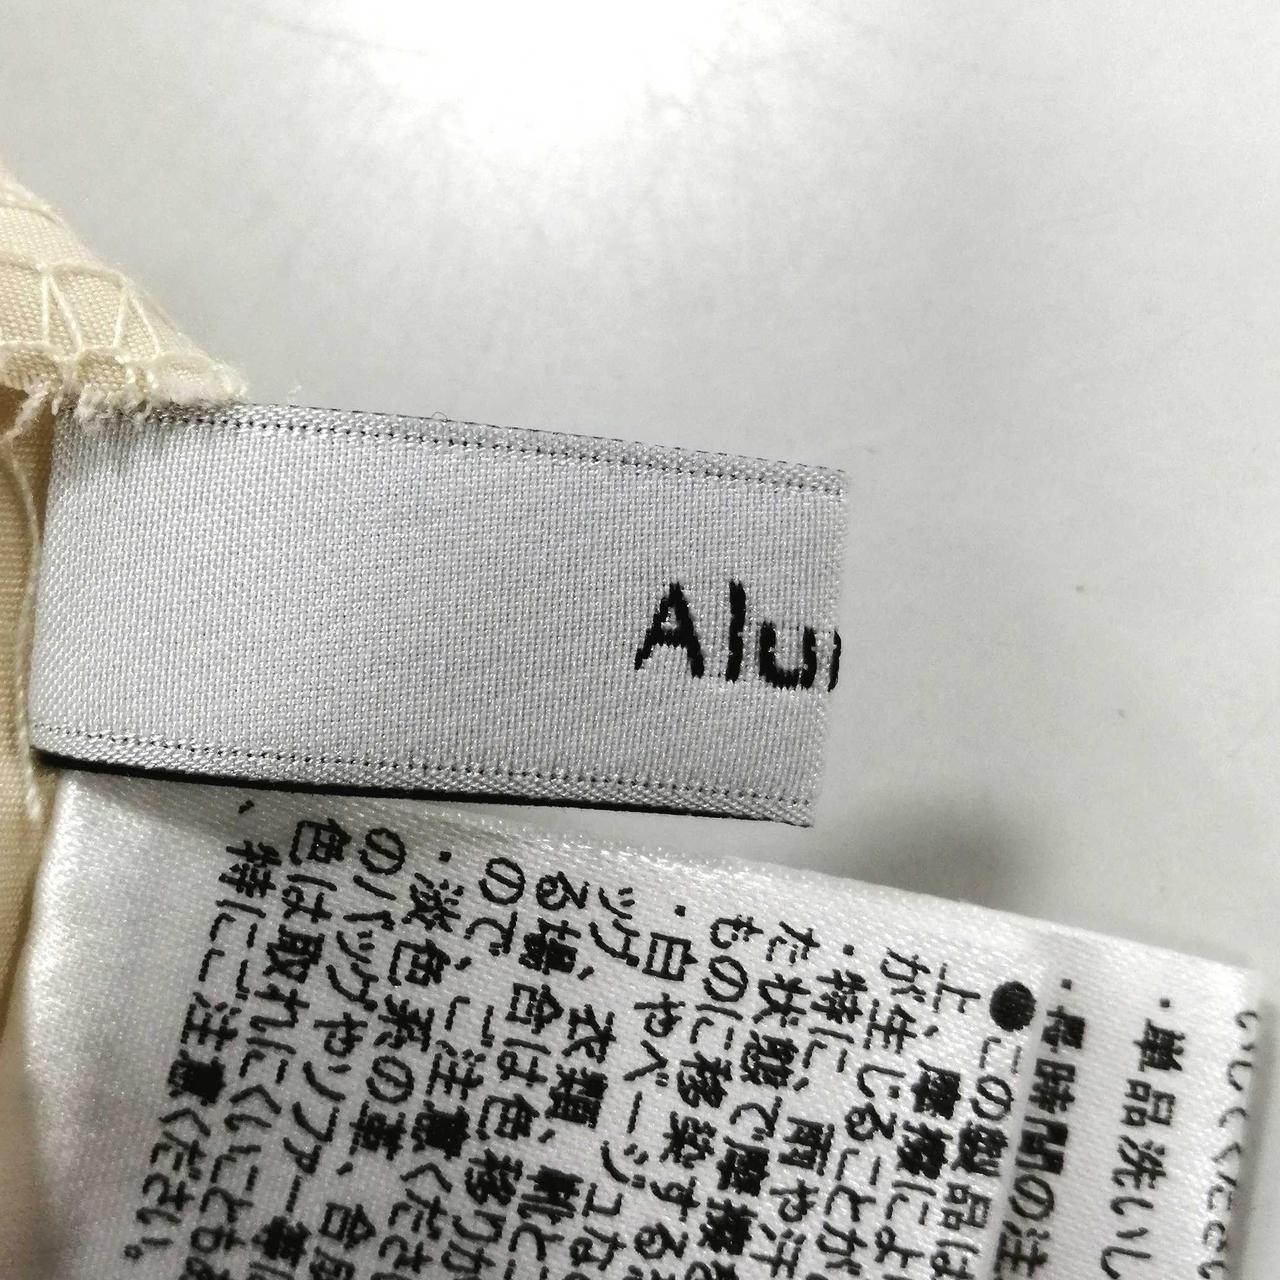 Alu
・単品洗いし
・長時間の注
●この製品は
上、摩擦によ
が生じることが
・特に、雨や汗
た状態で摩擦
ものに移染する
・白やベージュな
ッグ、衣類、靴と
る場合は色移りが
ので、ご注意くださ
・淡色系の革、合
のバッグやソファー等に
色は取れにくいことも
、特にご注意ください。